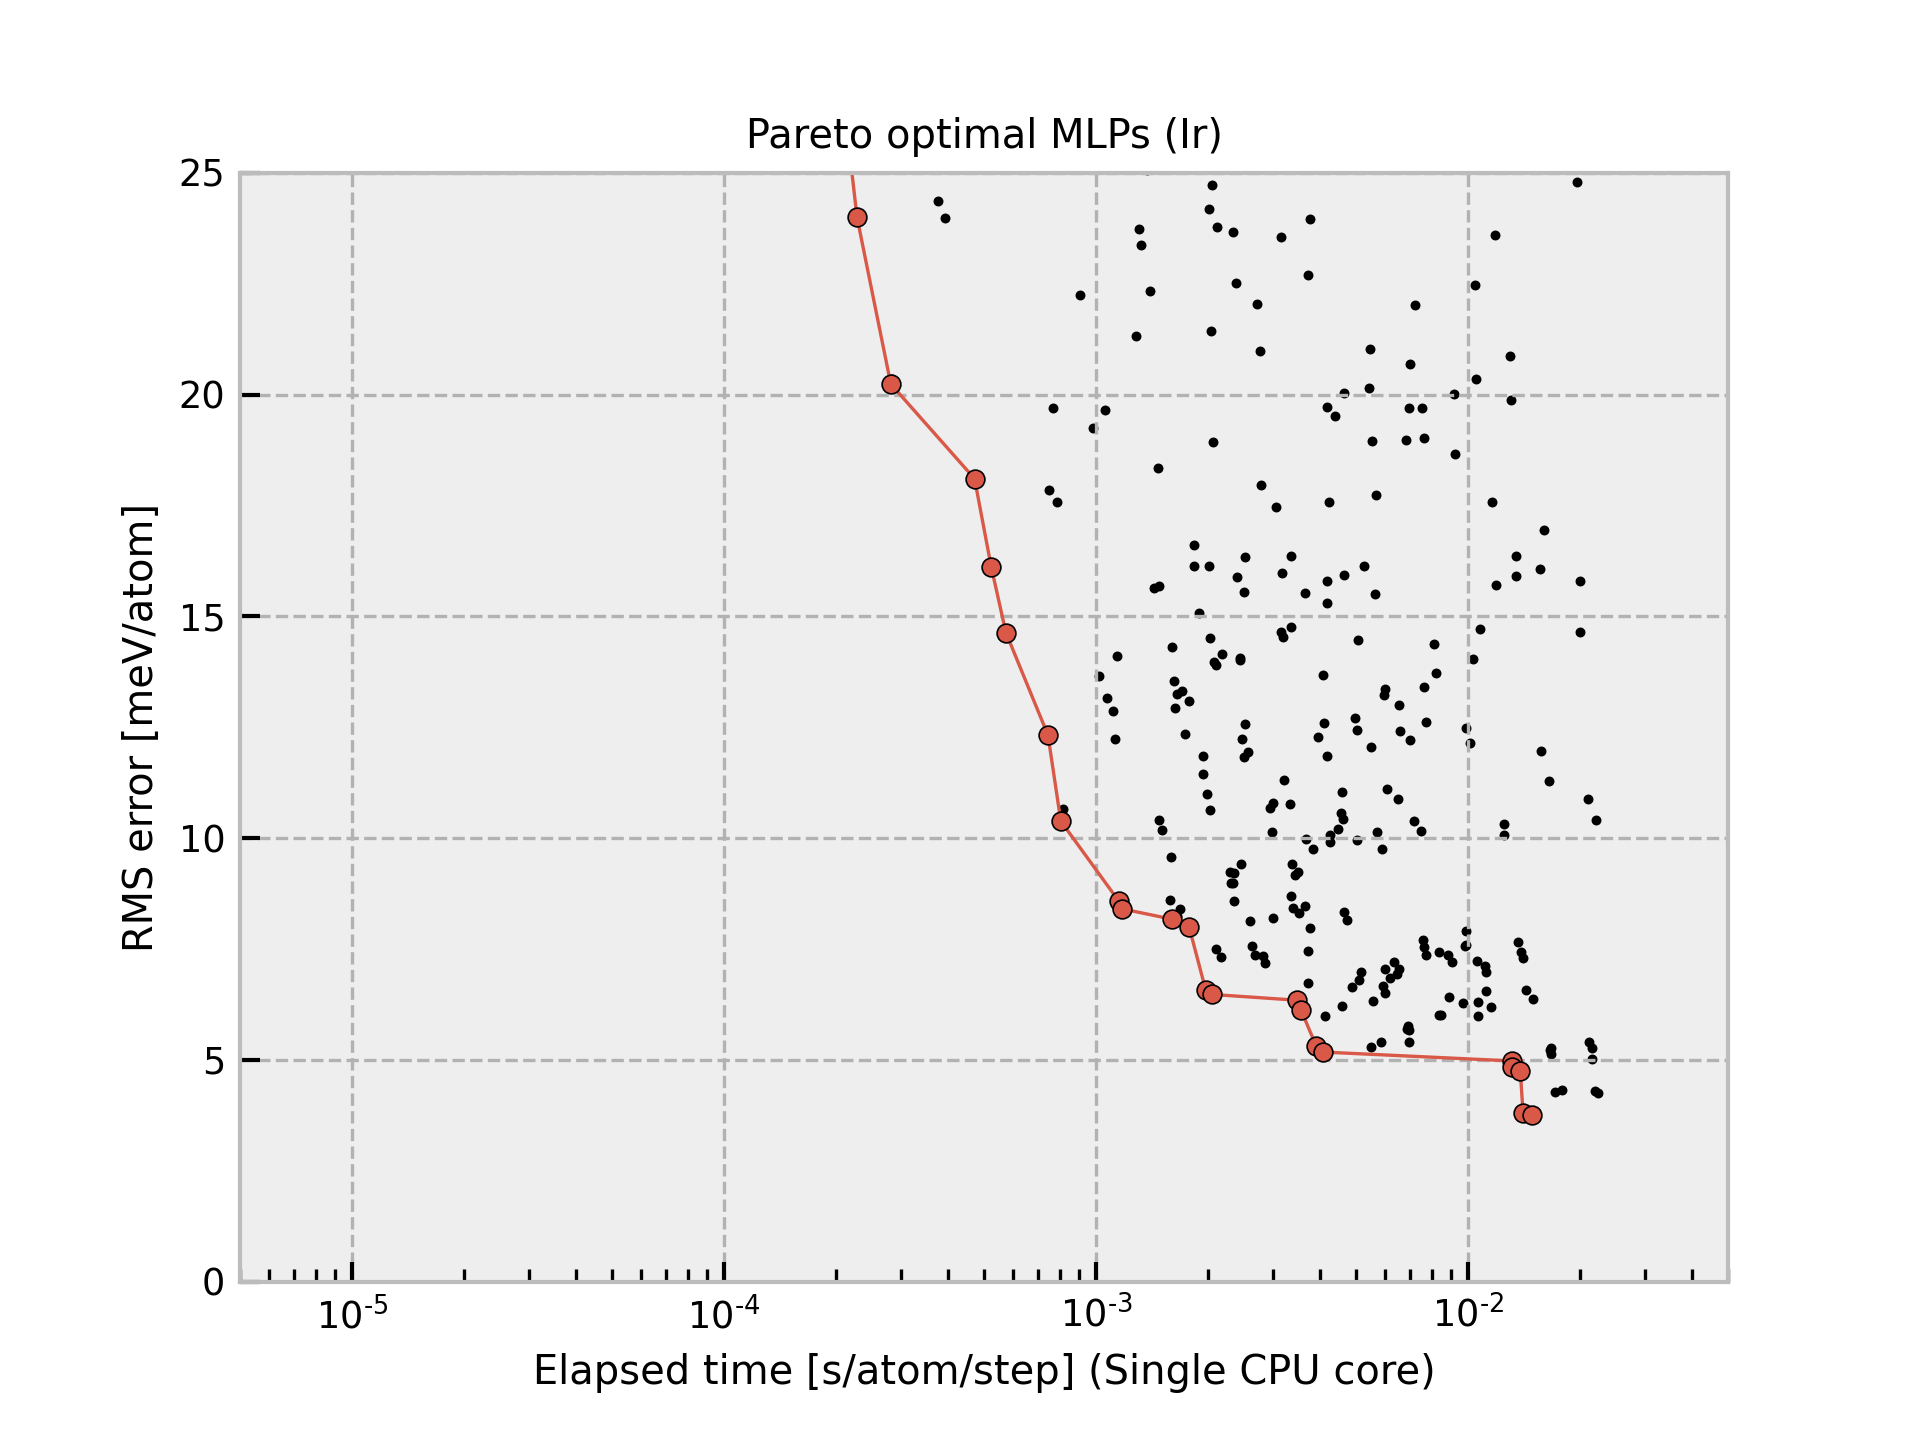 Pareto optimal MLPs (Ir)
RMS error [meV/atom]
25
20
15
10
5
0
10⁻⁵ 10⁻⁴ 10⁻³ 10⁻²
Elapsed time [s/atom/step] (Single CPU core)